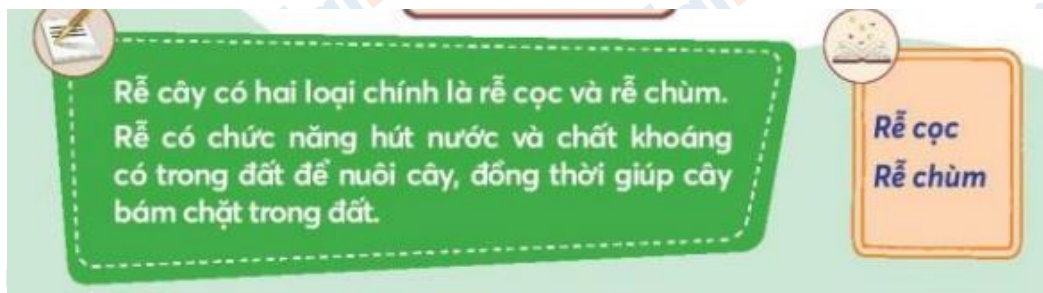 Rễ cây có hai loại chính là rễ cọc và rễ chùm.
Rễ có chức năng hút nước và chất khoáng
có trong đất để nuôi cây, đồng thời giúp cây
bám chặt trong đất.
Rễ cọc
Rễ chùm